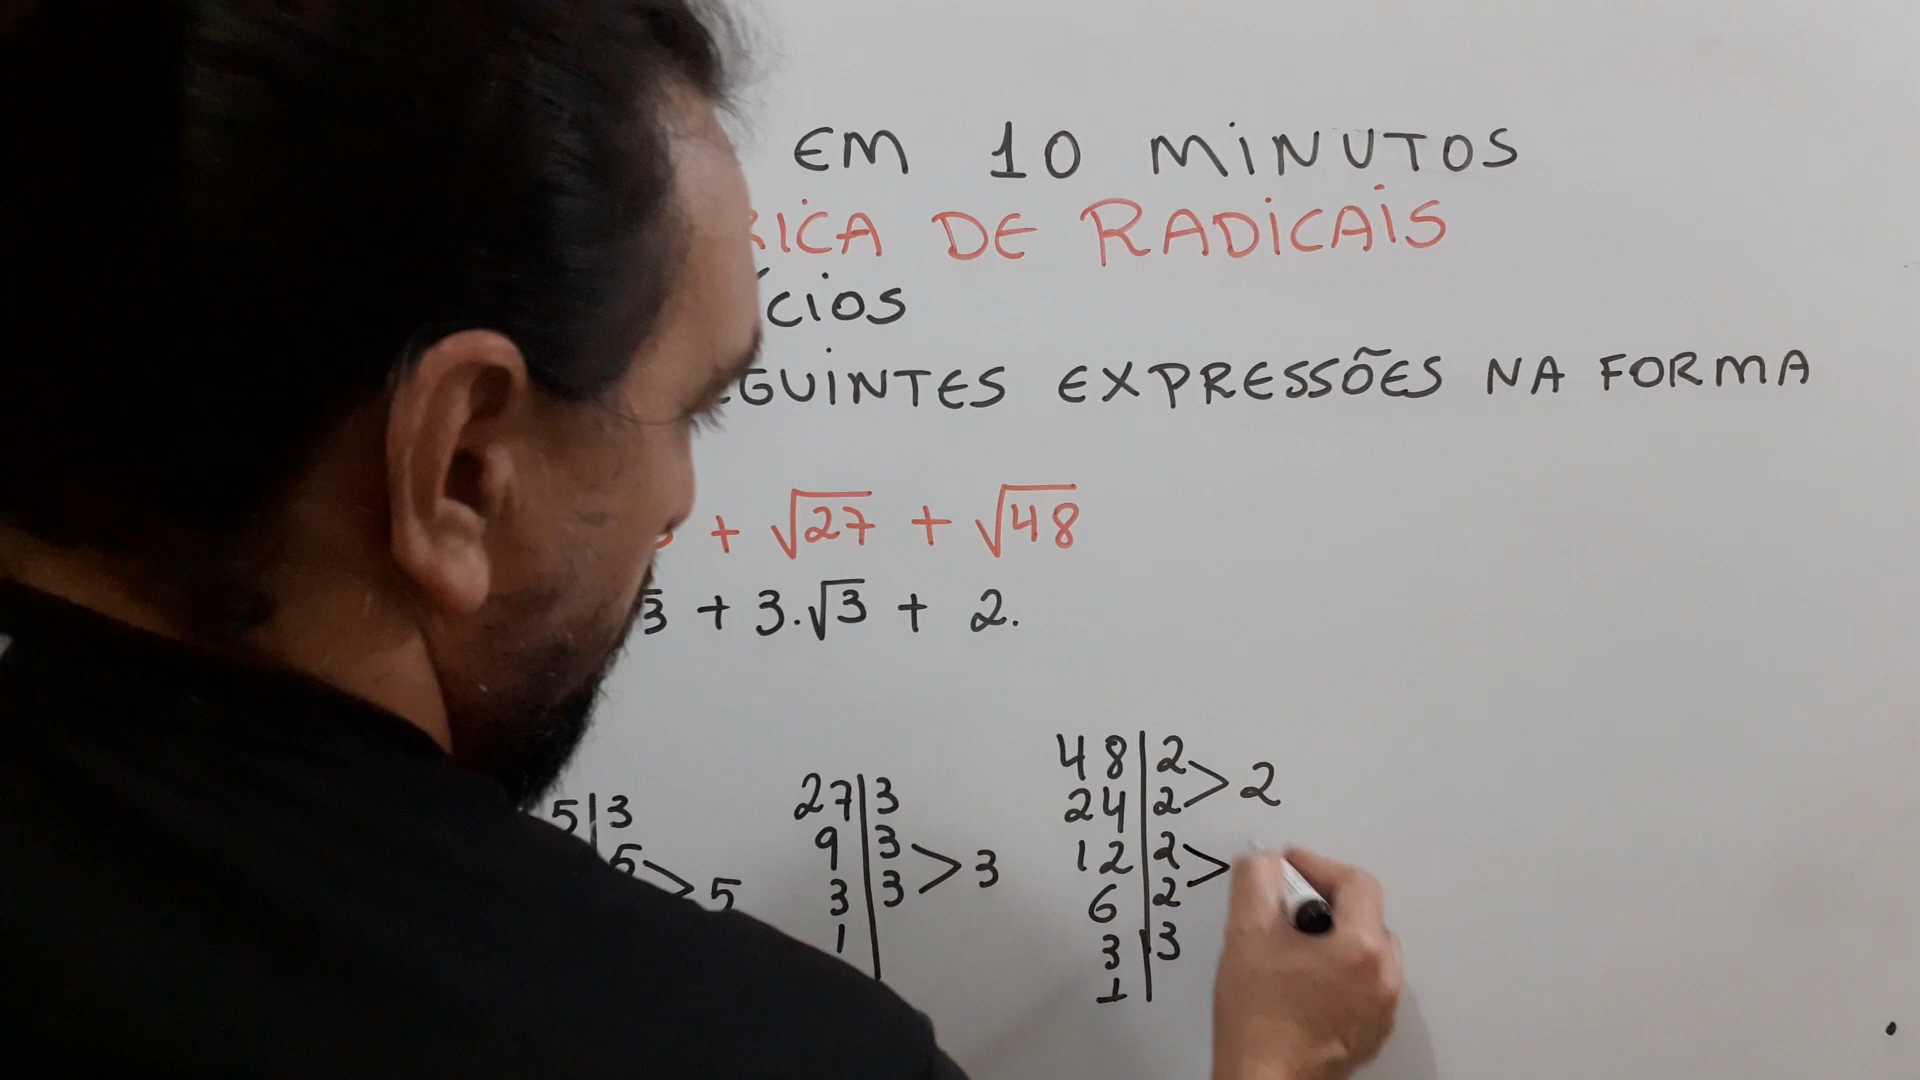 EM 10 MINUTOS
RICA DE RADICAIS
CIOS
GUINTES EXPRESSÕES NA FORMA
+ √27 + √48
3 + 3.√3 + 2.
5|3
5> 5
27|3
9|3
3|3 > 3
1|
48|2
24|2 > 2
12|2
6|2 >
3|3
1|